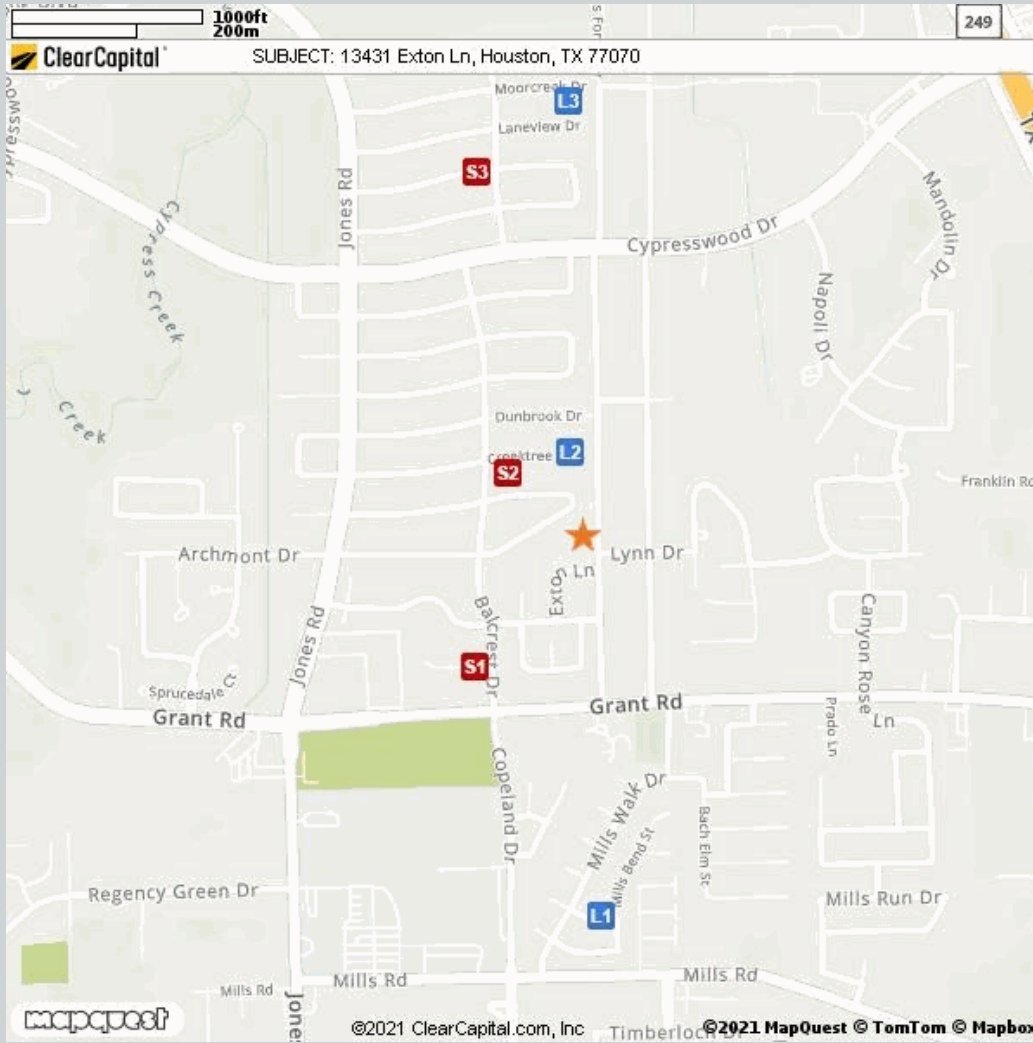 1000ft
200m
249
ClearCapital
SUBJECT: 13431 Exton Ln, Houston, TX 77070
Moorcreek Dr
L3
Laneview Dr
S3
Jones Rd
Cypresswood Dr
Mandolin Dr
Cypress Creek
Napoli Dr
Creek
Dunbrook Dr
L2
S2
Franklin
Archmont Dr
Lynn Dr
Exton Ln
Balcrest Dr
Canyon Rose Ln
Jones Rd
S1
Sprucedale Ct
Grant Rd
Grant Rd
Prado Ln
Copeland Dr
Mills Walk Dr
Bach Elm St
Mills Bend St
Regency Green Dr
L1
Mills Run Dr
Mills Rd
Mills Rd
Mills Rd
mapquest
©2021 ClearCapital.com, Inc
©2021 MapQuest © TomTom © Mapbox